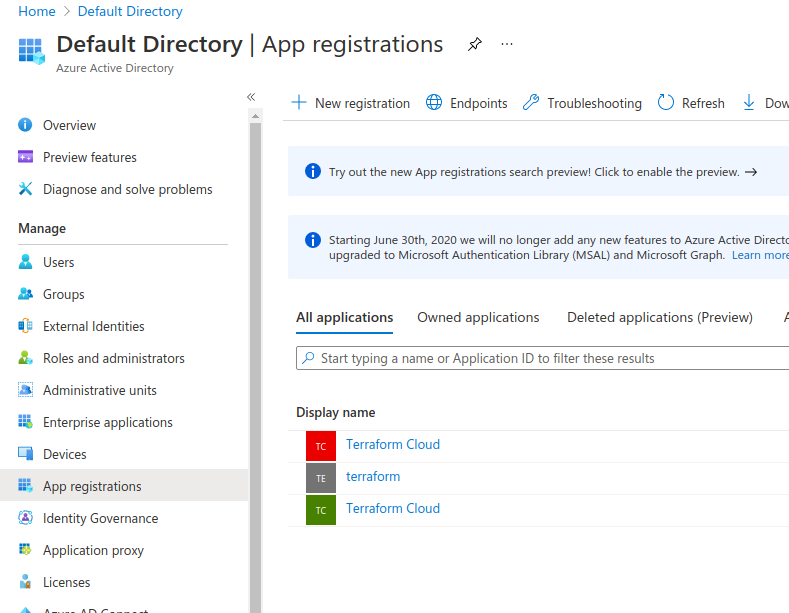 Home > Default Directory
Default Directory | App registrations
Azure Active Directory
Overview
Preview features
Diagnose and solve problems
Manage
Users
Groups
External Identities
Roles and administrators
Administrative units
Enterprise applications
Devices
App registrations
Identity Governance
Application proxy
Licenses
Azure AD Connect
New registration Endpoints Troubleshooting Refresh Dow
Try out the new App registrations search preview! Click to enable the preview. →
Starting June 30th, 2020 we will no longer add any new features to Azure Active Directo
upgraded to Microsoft Authentication Library (MSAL) and Microsoft Graph. Learn more
All applications Owned applications Deleted applications (Preview) A
Start typing a name or Application ID to filter these results
Display name
TC Terraform Cloud
TE terraform
TC Terraform Cloud